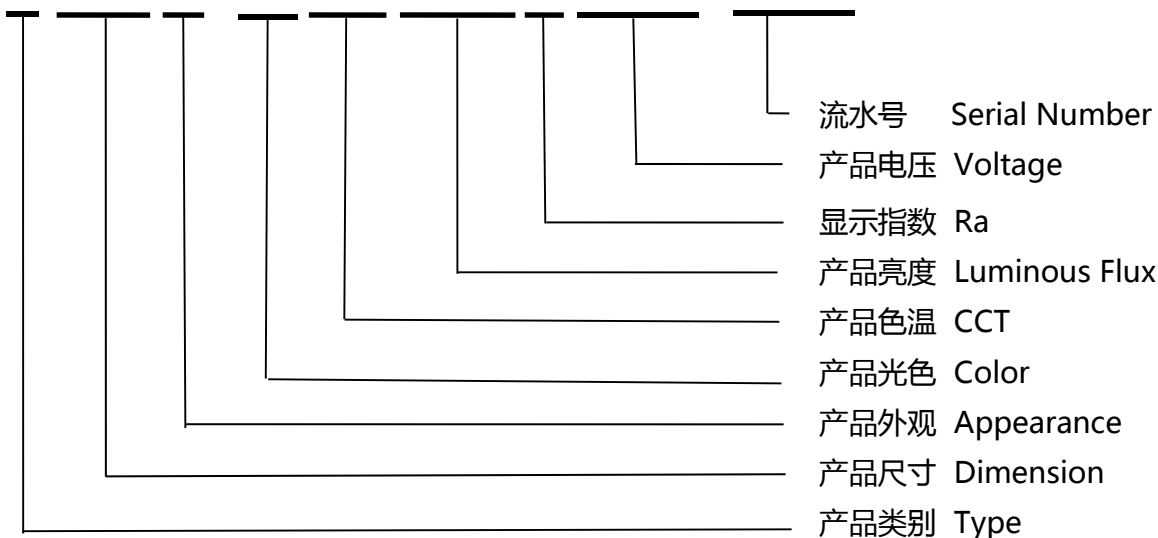 流水号 Serial Number
产品电压 Voltage
显示指数 Ra
产品亮度 Luminous Flux
产品色温 CCT
产品光色 Color
产品外观 Appearance
产品尺寸 Dimension
产品类别 Type